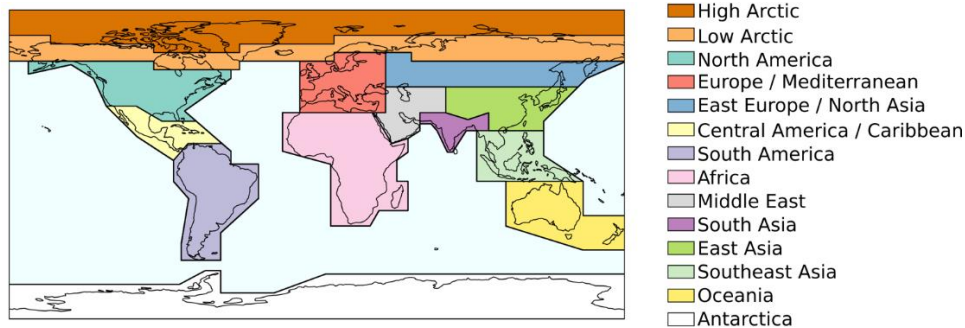 High Arctic
Low Arctic
North America
Europe / Mediterranean
East Europe / North Asia
Central America / Caribbean
South America
Africa
Middle East
South Asia
East Asia
Southeast Asia
Oceania
Antarctica